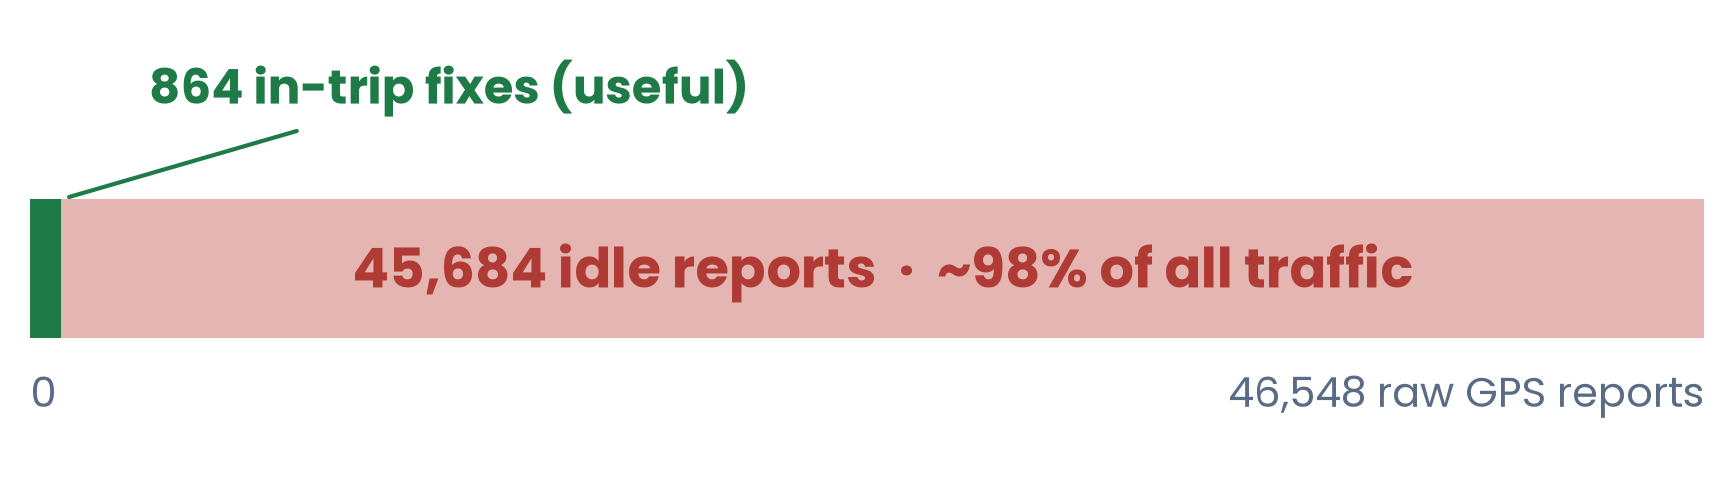 864 in-trip fixes (useful)
45,684 idle reports · ~98% of all traffic
0
46,548 raw GPS reports